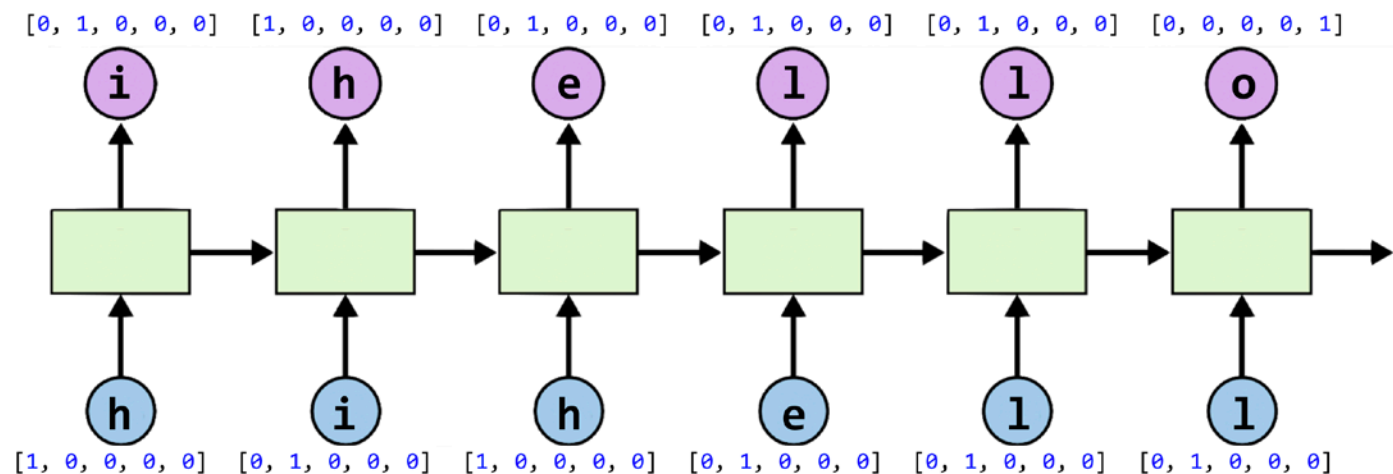 [0, 1, 0, 0, 0] [1, 0, 0, 0, 0] [0, 1, 0, 0, 0] [0, 1, 0, 0, 0] [0, 1, 0, 0, 0] [0, 0, 0, 0, 1]
i h e l l o
h i h e l l
[1, 0, 0, 0, 0] [0, 1, 0, 0, 0] [1, 0, 0, 0, 0] [0, 1, 0, 0, 0] [0, 1, 0, 0, 0] [0, 1, 0, 0, 0]